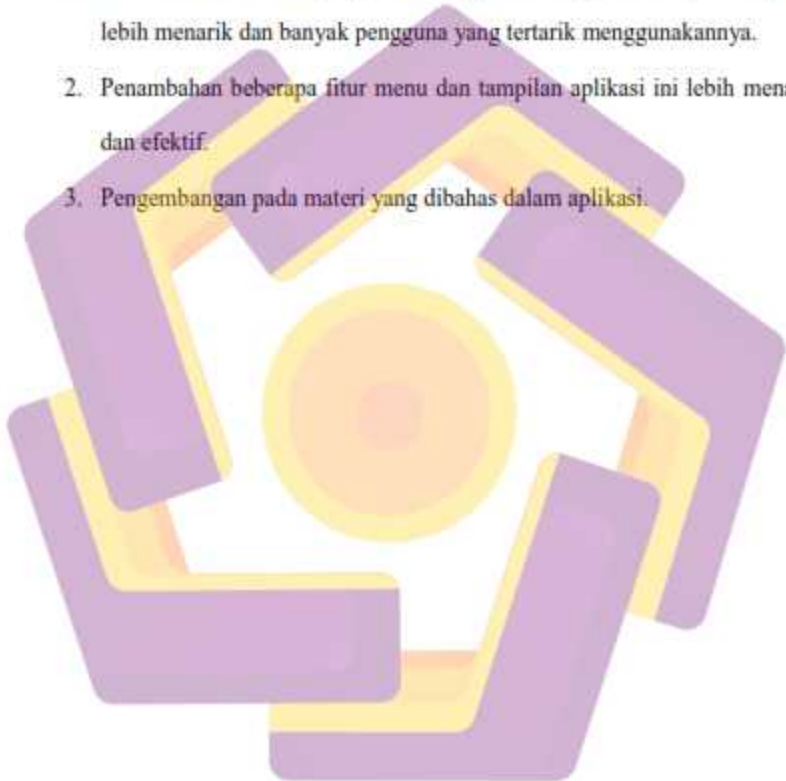 lebih menarik dan banyak pengguna yang tertarik menggunakannya.
2. Penambahan beberapa fitur menu dan tampilan aplikasi ini lebih
dan efektif.
3. Pengembangan pada materi yang dibahas dalam aplikasi.